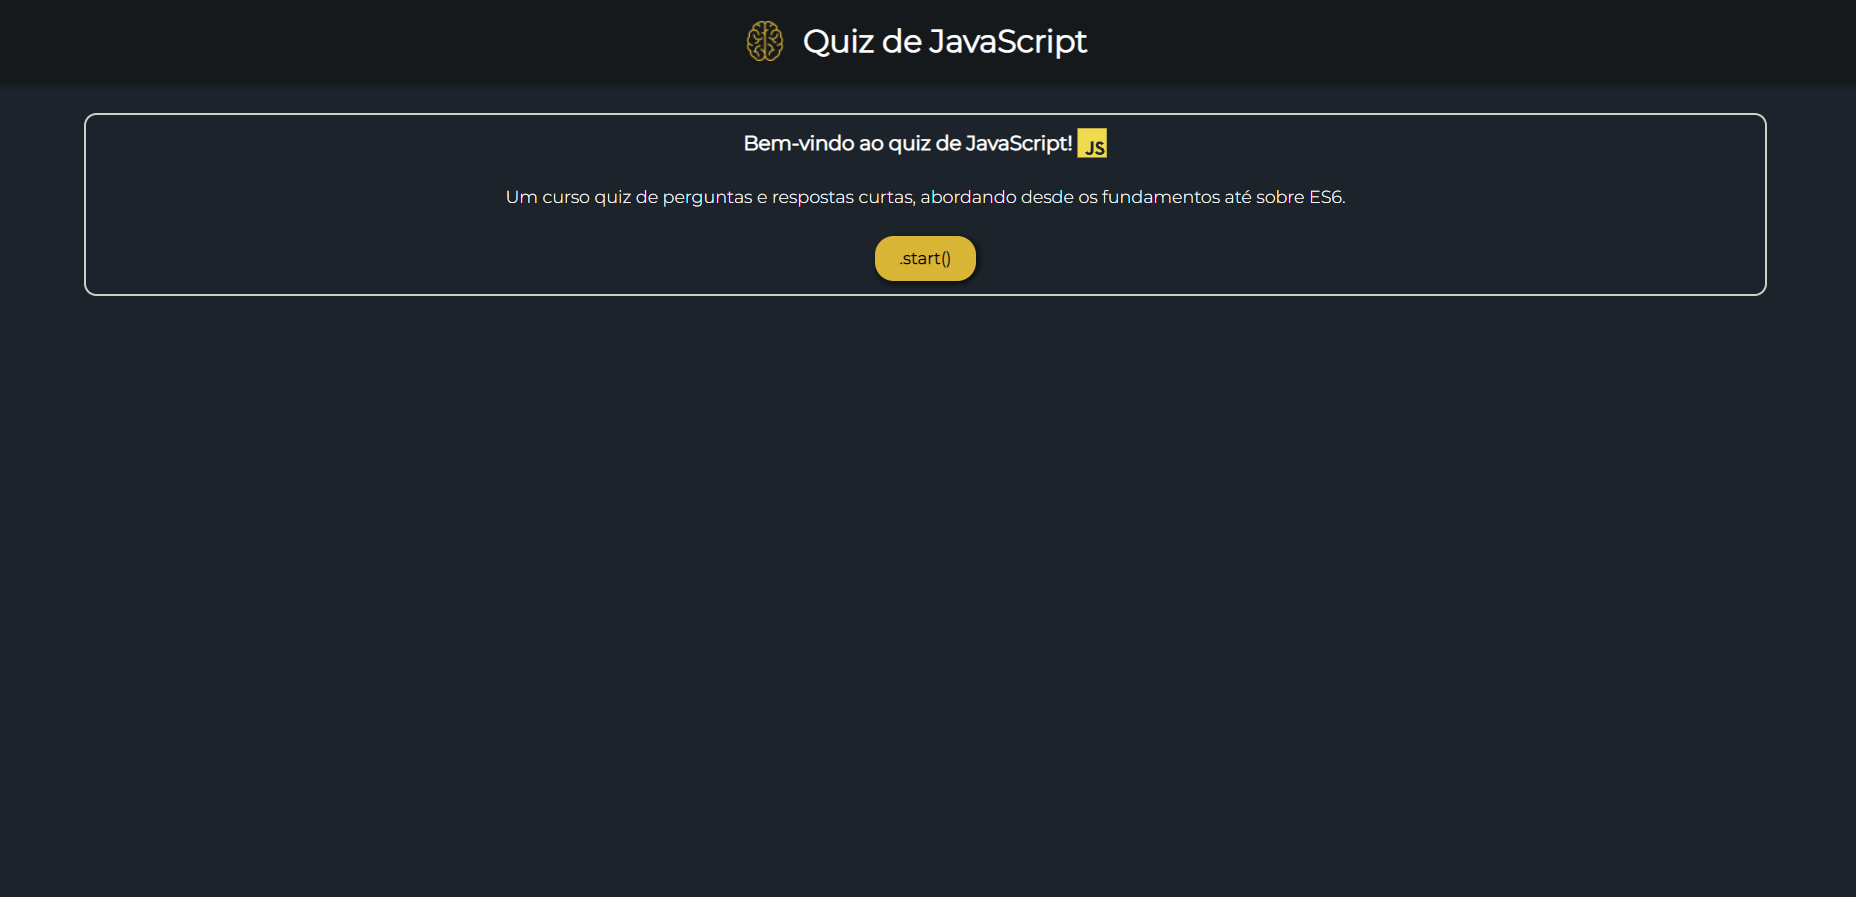 Quiz de JavaScript
Bem-vindo ao quiz de JavaScript! JS
Um curso quiz de perguntas e respostas curtas, abordando desde os fundamentos até sobre ES6.
.start()